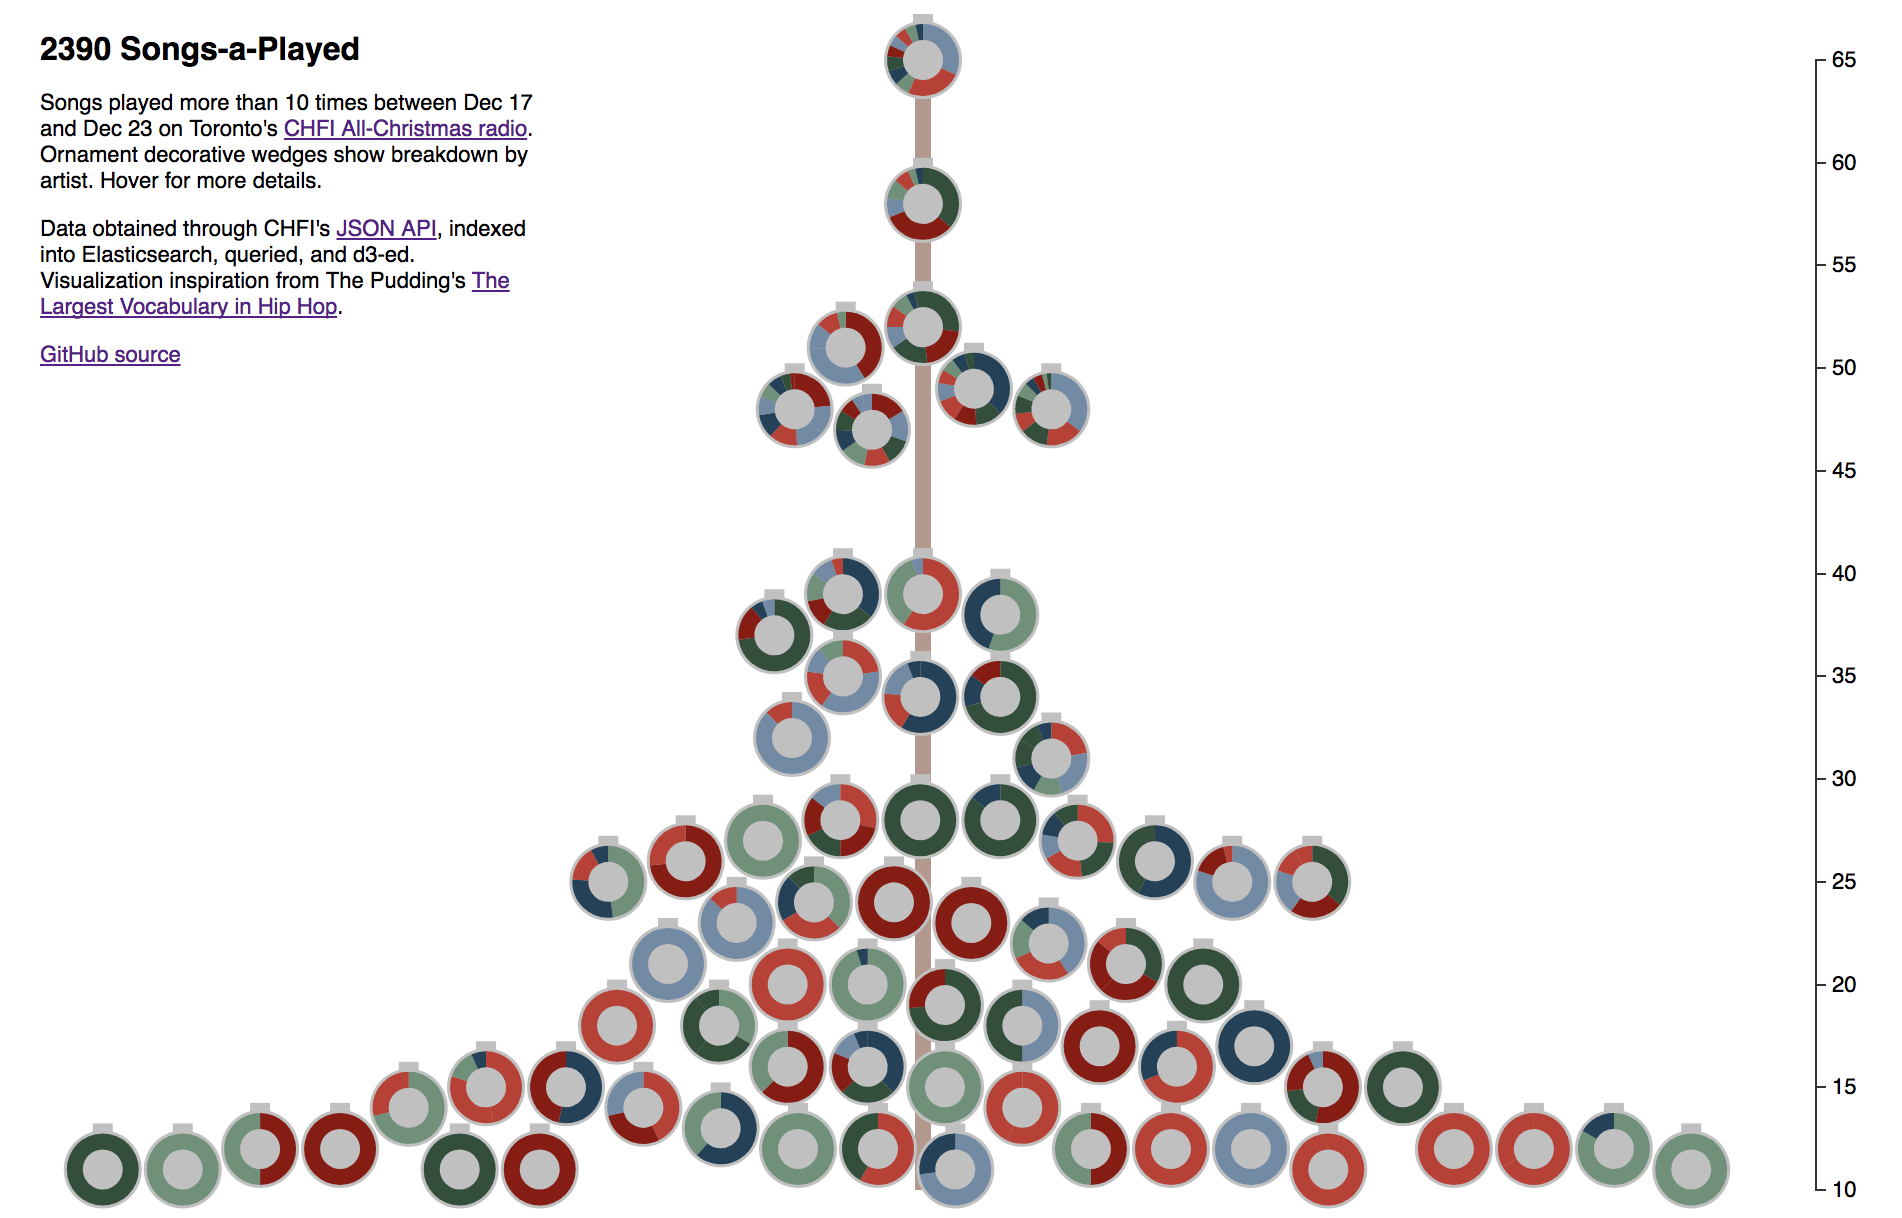 2390 Songs-a-Played
Songs played more than 10 times between Dec 17
and Dec 23 on Toronto's CHFI All-Christmas radio.
Ornament decorative wedges show breakdown by
artist. Hover for more details.
Data obtained through CHFI's JSON API, indexed
into Elasticsearch, queried, and d3-ed.
Visualization inspiration from The Pudding's The
Largest Vocabulary in Hip Hop.
GitHub source
65
60
55
50
45
40
35
30
25
20
15
10